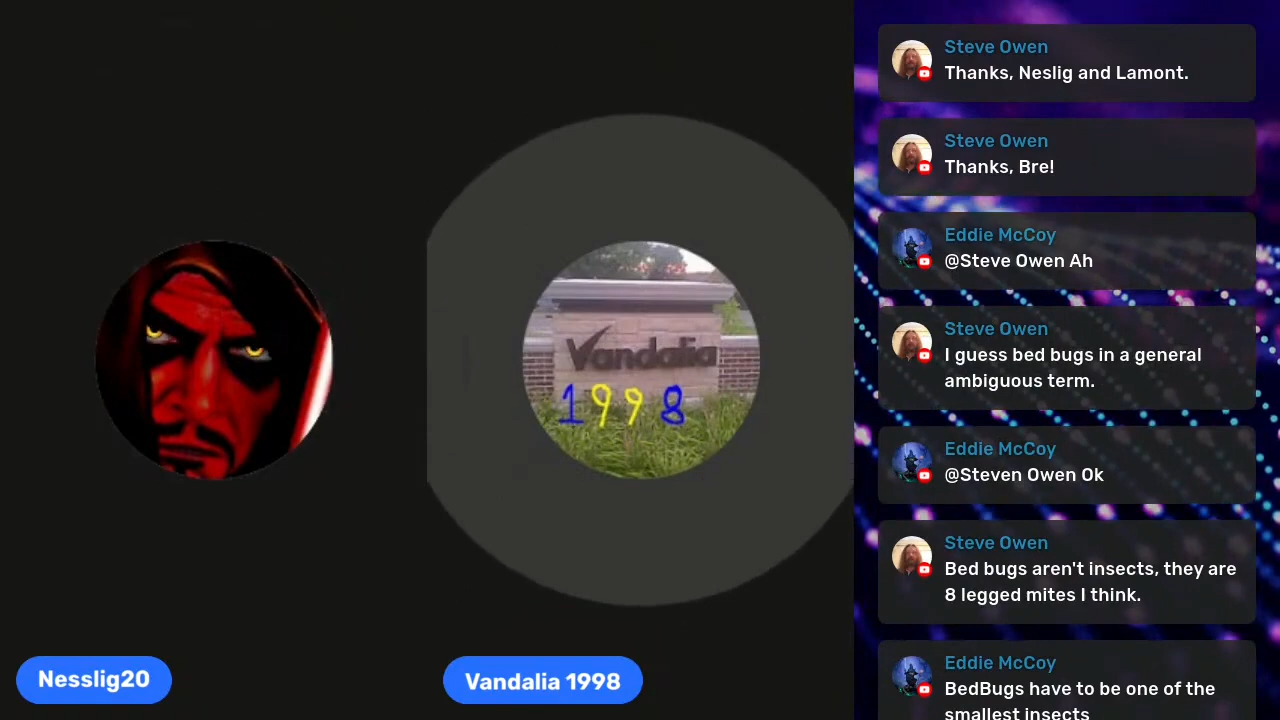 Vandalia
1998
Nesslig20
Vandalia 1998
Steve Owen
Thanks, Neslig and Lamont.
Steve Owen
Thanks, Bre!
Eddie McCoy
@Steve Owen Ah
Steve Owen
I guess bed bugs in a general
ambiguous term.
Eddie McCoy
@Steven Owen Ok
Steve Owen
Bed bugs aren't insects, they are
8 legged mites I think.
Eddie McCoy
BedBugs have to be one of the
smallest insects